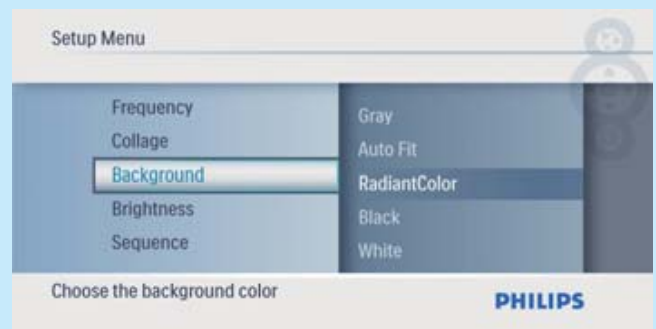 Setup Menu
Frequency
Collage
Background
Brightness
Sequence
Gray
Auto Fit
RadiantColor
Black
White
Choose the background color
PHILIPS